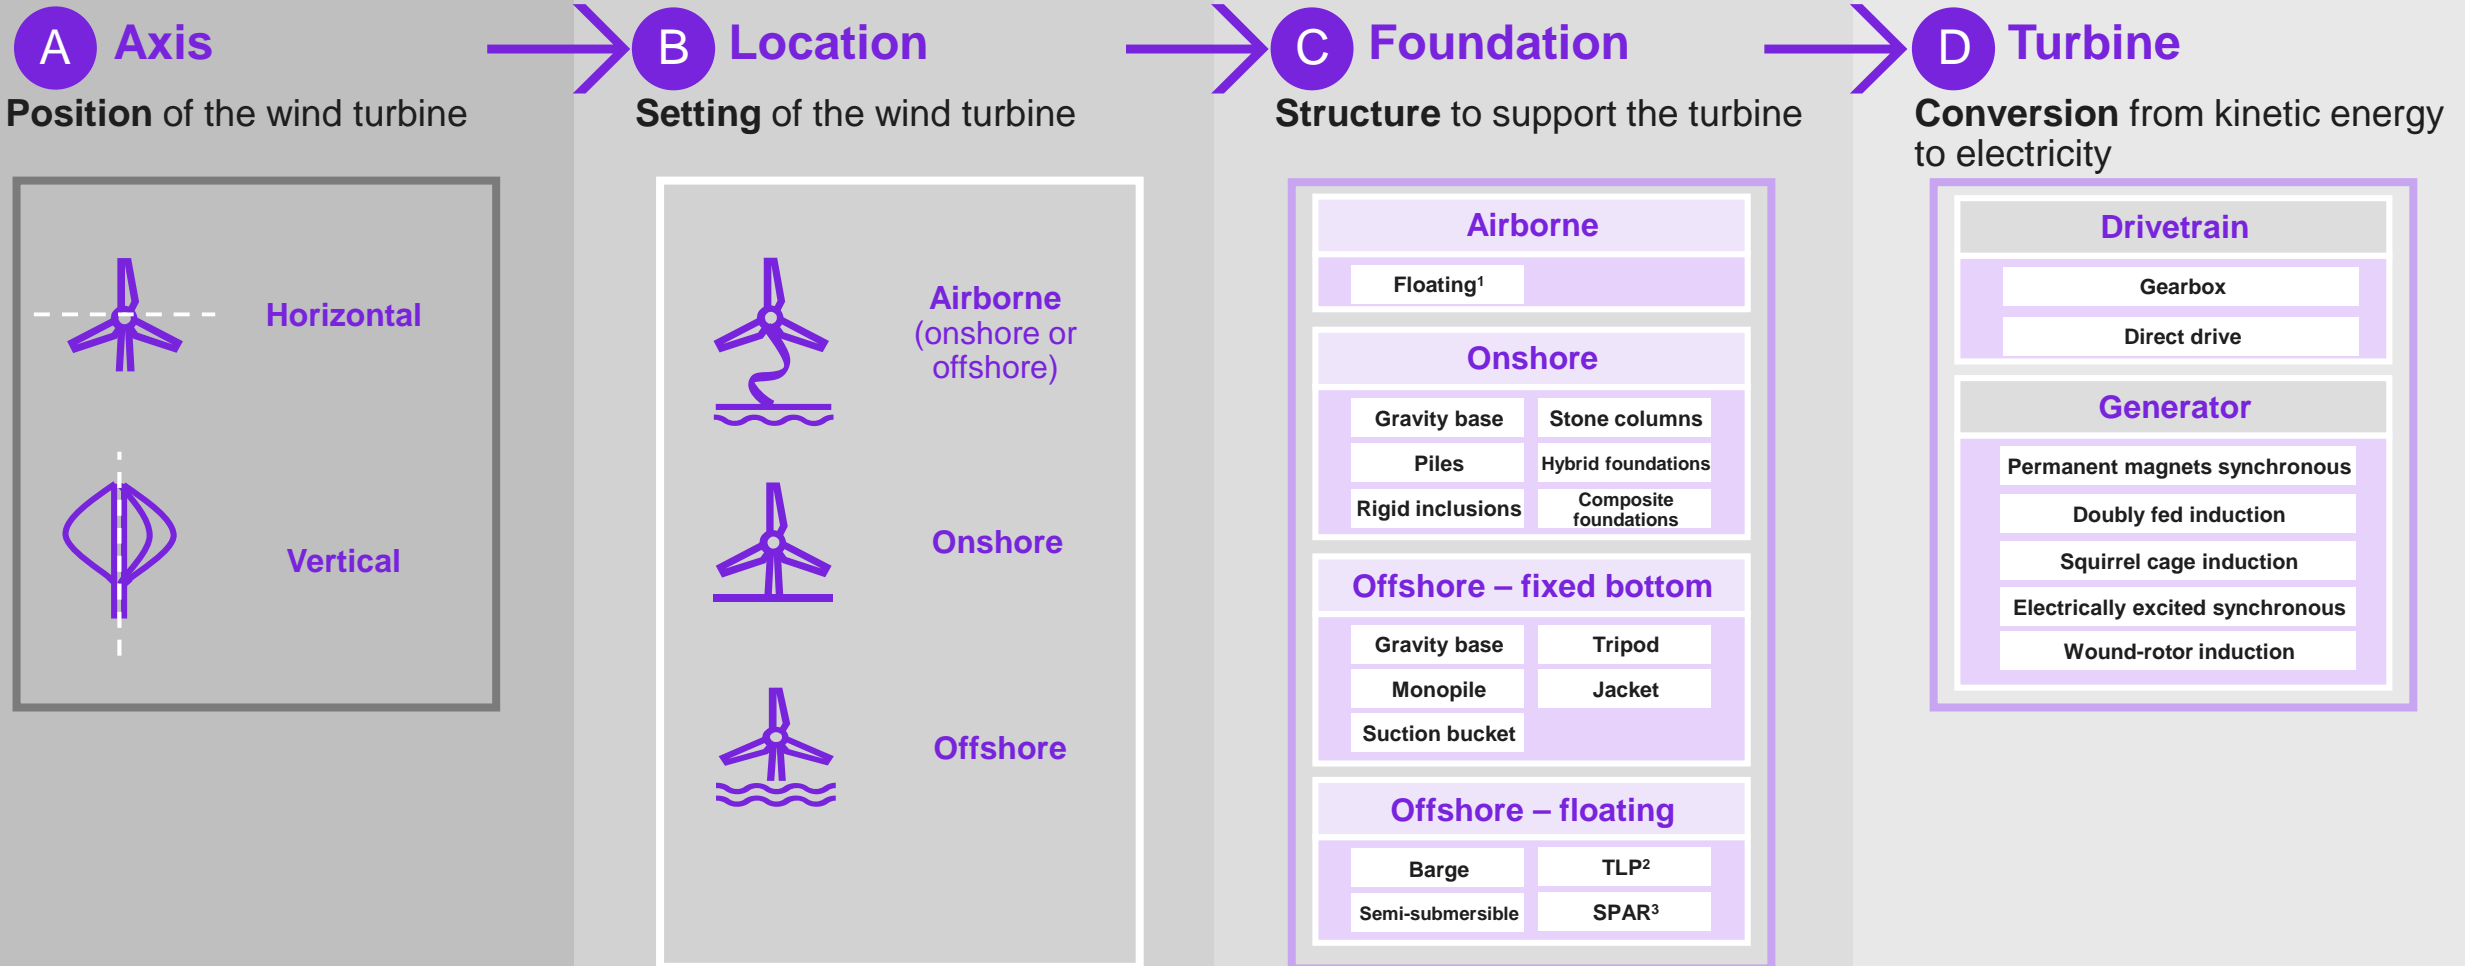 A Axis
Position of the wind turbine
Horizontal
Vertical
B Location
Setting of the wind turbine
Airborne
(onshore or
offshore)
Onshore
Offshore
C Foundation
Structure to support the turbine
Airborne
Floating¹
Onshore
Gravity base
Stone columns
Piles
Hybrid foundations
Rigid inclusions
Composite
foundations
Offshore – fixed bottom
Gravity base
Tripod
Monopile
Jacket
Suction bucket
Offshore – floating
Barge
TLP²
Semi-submersible
SPAR³
D Turbine
Conversion from kinetic energy
to electricity
Drivetrain
Gearbox
Direct drive
Generator
Permanent magnets synchronous
Doubly fed induction
Squirrel cage induction
Electrically excited synchronous
Wound-rotor induction